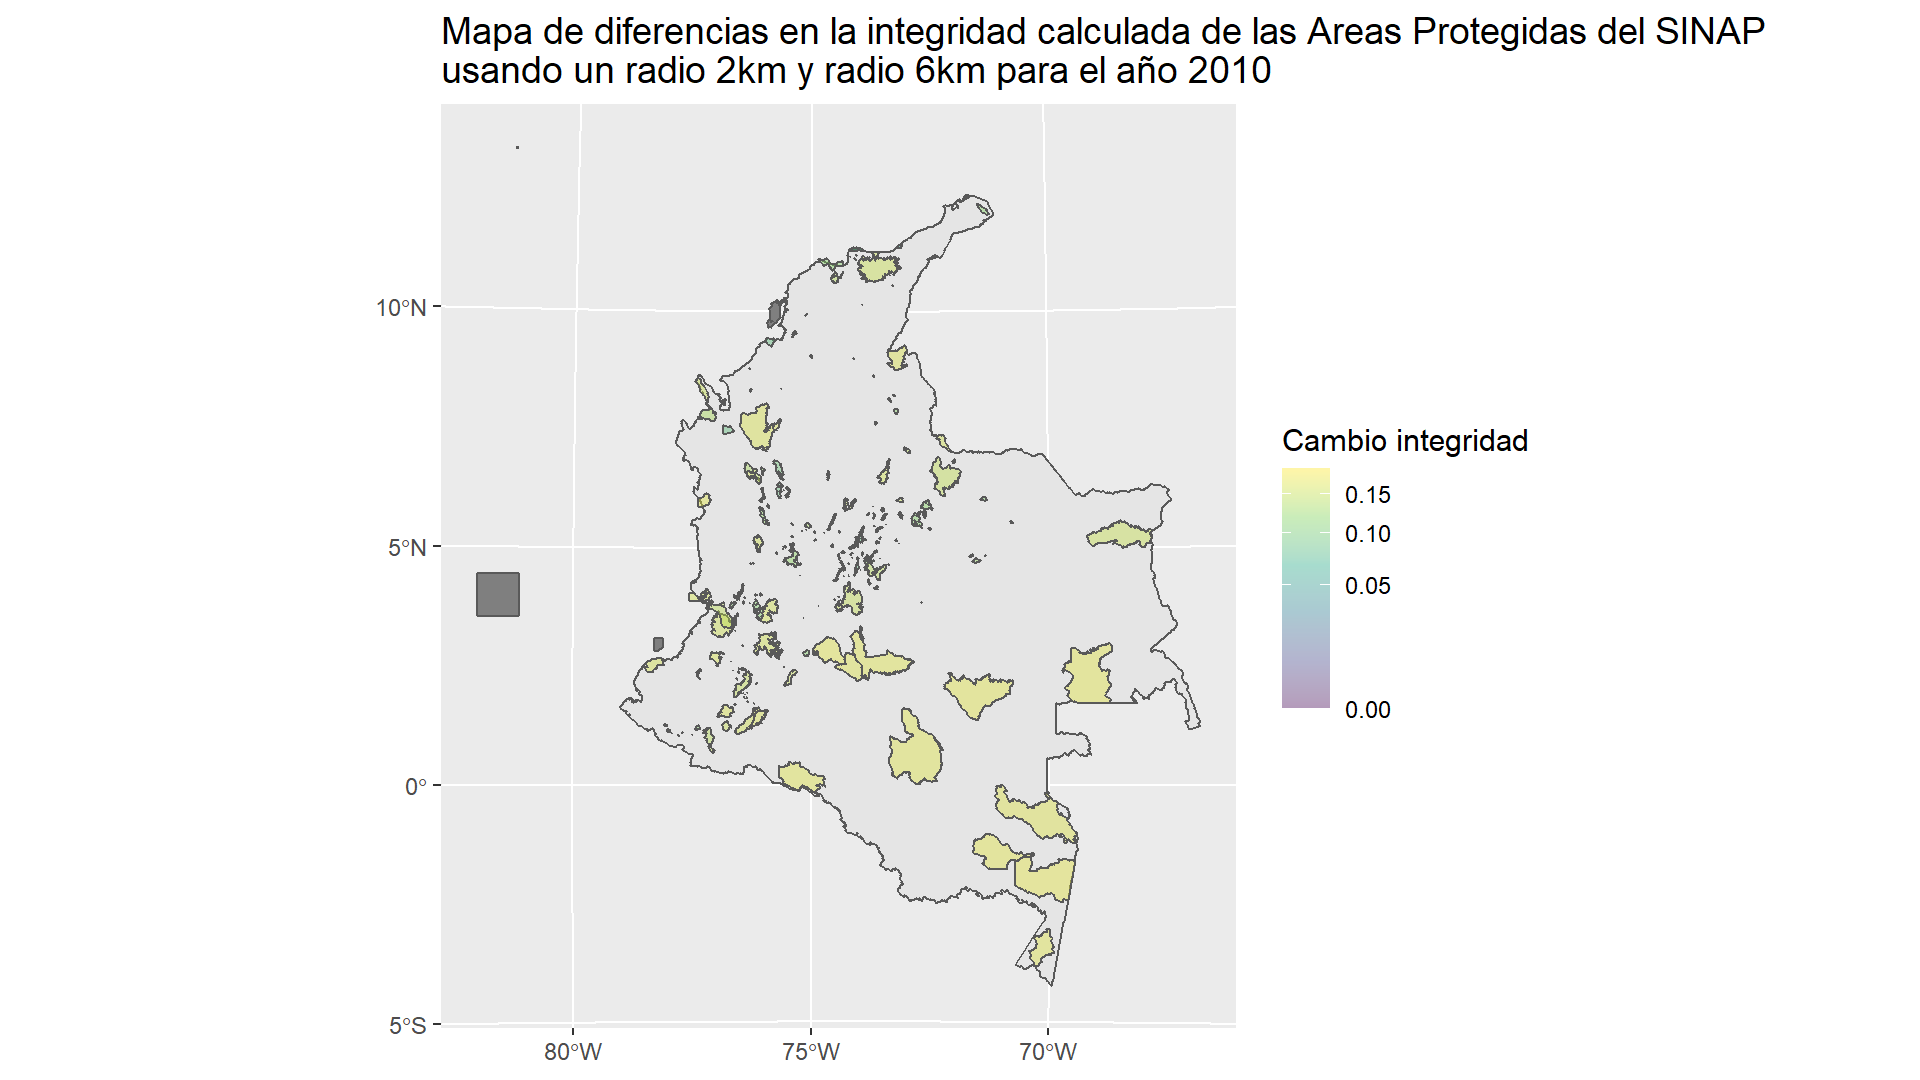 Mapa de diferencias en la integridad calculada de las Areas Protegidas del SINAP
usando un radio 2km y radio 6km para el año 2010
10°N
5°N
0°
5°S
80°W
75°W
70°W
Cambio integridad
0.15
0.10
0.05
0.00